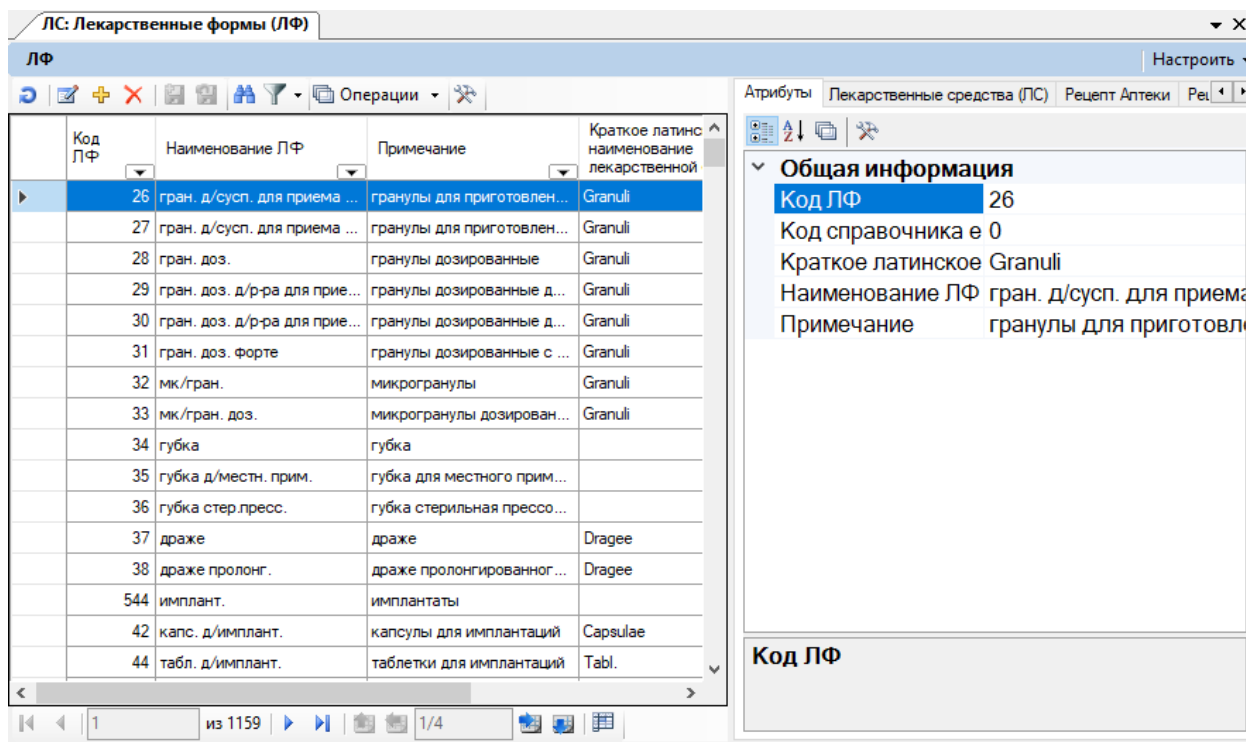 ЛС: Лекарственные формы (ЛФ)
ЛФ
Настроить
Операции
Код ЛФ
Наименование ЛФ
Примечание
Краткое латинс
наименование
лекарственной
26 гран. д/сусп. для приема ... гранулы для приготовлен... Granuli
27 гран. д/сусп. для приема ... гранулы для приготовлен... Granuli
28 гран. доз. гранулы дозированные Granuli
29 гран. доз. д/р-ра для прие... гранулы дозированные д... Granuli
30 гран. доз. д/р-ра для прие... гранулы дозированные д... Granuli
31 гран. доз. форте гранулы дозированные с ... Granuli
32 мк/гран. микрогранулы Granuli
33 мк/гран. доз. микрогранулы дозирован... Granuli
34 губка губка
35 губка д/местн. прим. губка для местного прим...
36 губка стер.пресс. губка стерильная прессо...
37 драже драже Dragee
38 драже пролонг. драже пролонгированног... Dragee
544 имплант. имплантаты
42 капс. д/имплант. капсулы для имплантаций Capsulae
44 табл. д/имплант. таблетки для имплантаций Tabl.
1 из 1159 1/4
Атрибуты Лекарственные средства (ЛС) Рецепт Аптеки Рец
Общая информация
Код ЛФ 26
Код справочника е 0
Краткое латинское Granuli
Наименование ЛФ гран. д/сусп. для приема
Примечание гранулы для приготовл
Код ЛФ